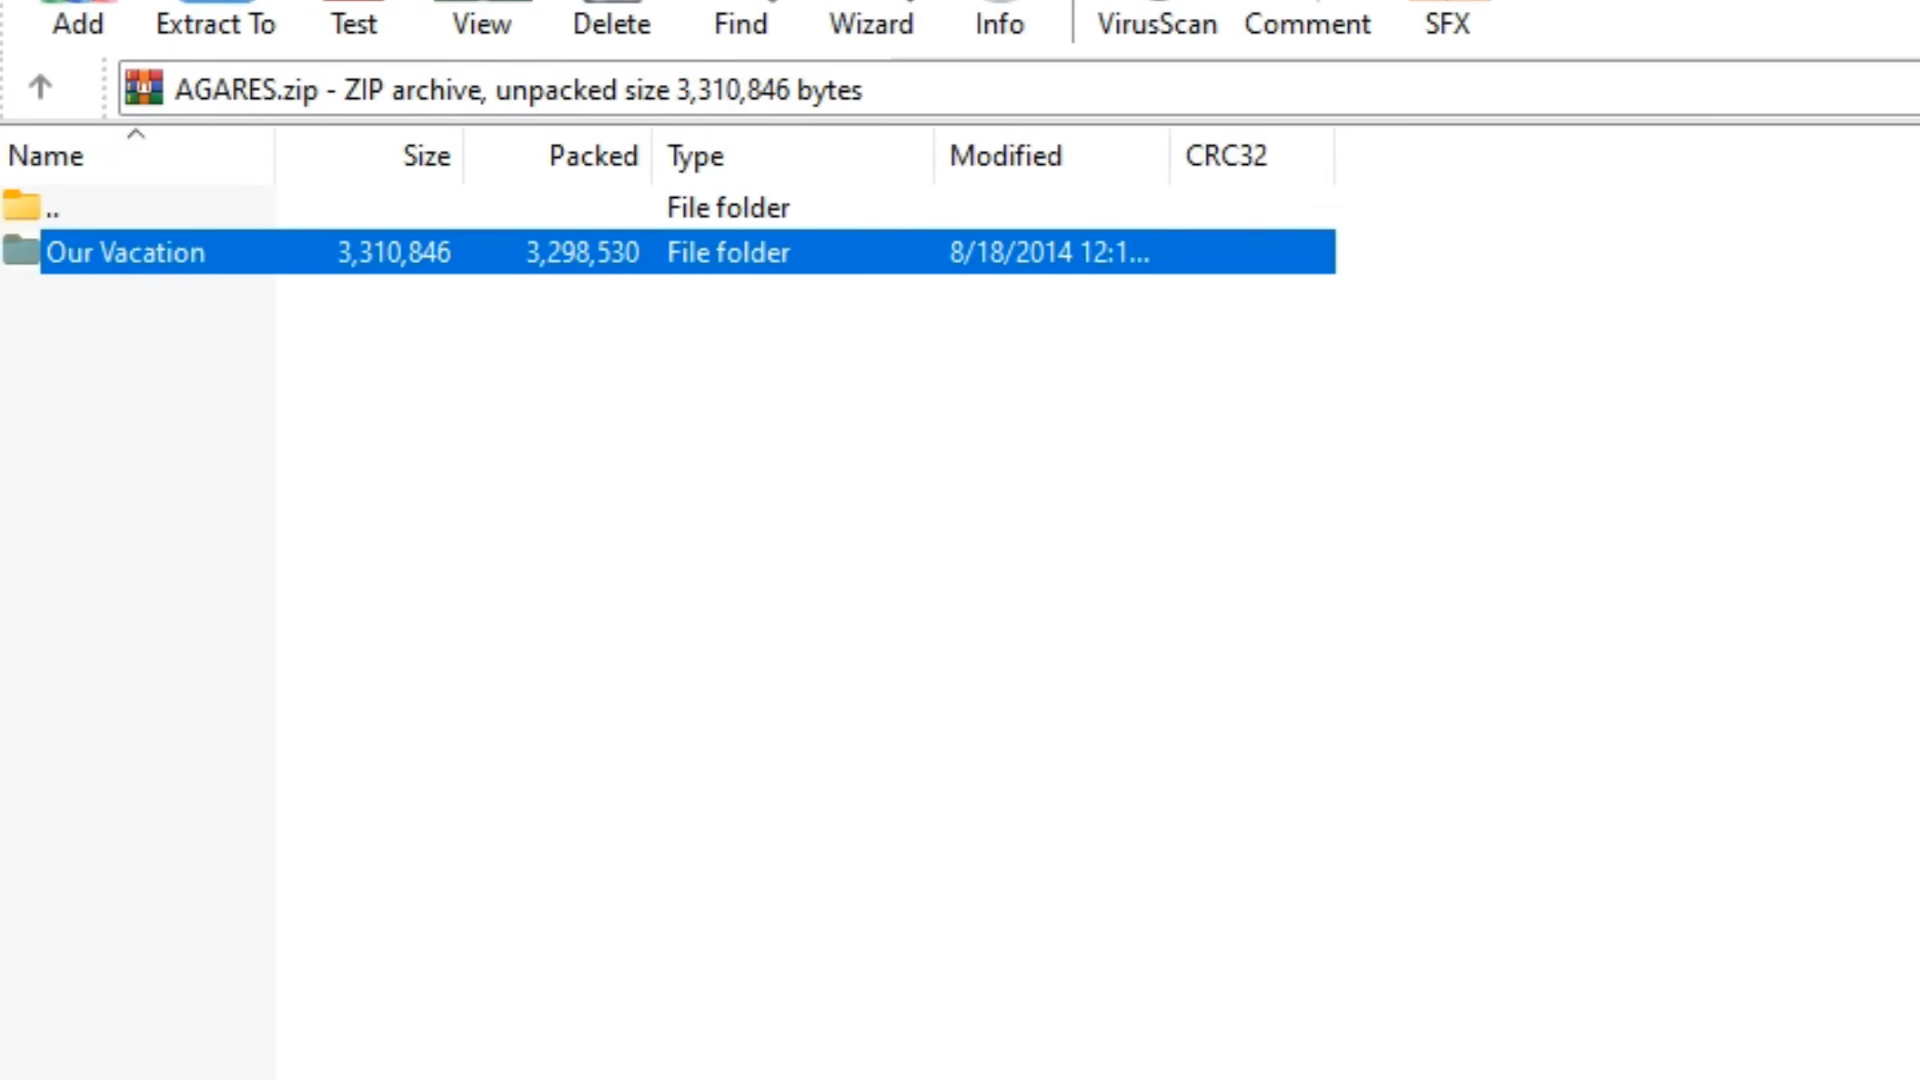 Add Extract To Test View Delete Find Wizard Info VirusScan Comment SFX
AGARES.zip - ZIP archive, unpacked size 3,310,846 bytes
Name Size Packed Type Modified CRC32
.. File folder
Our Vacation 3,310,846 3,298,530 File folder 8/18/2014 12:1...